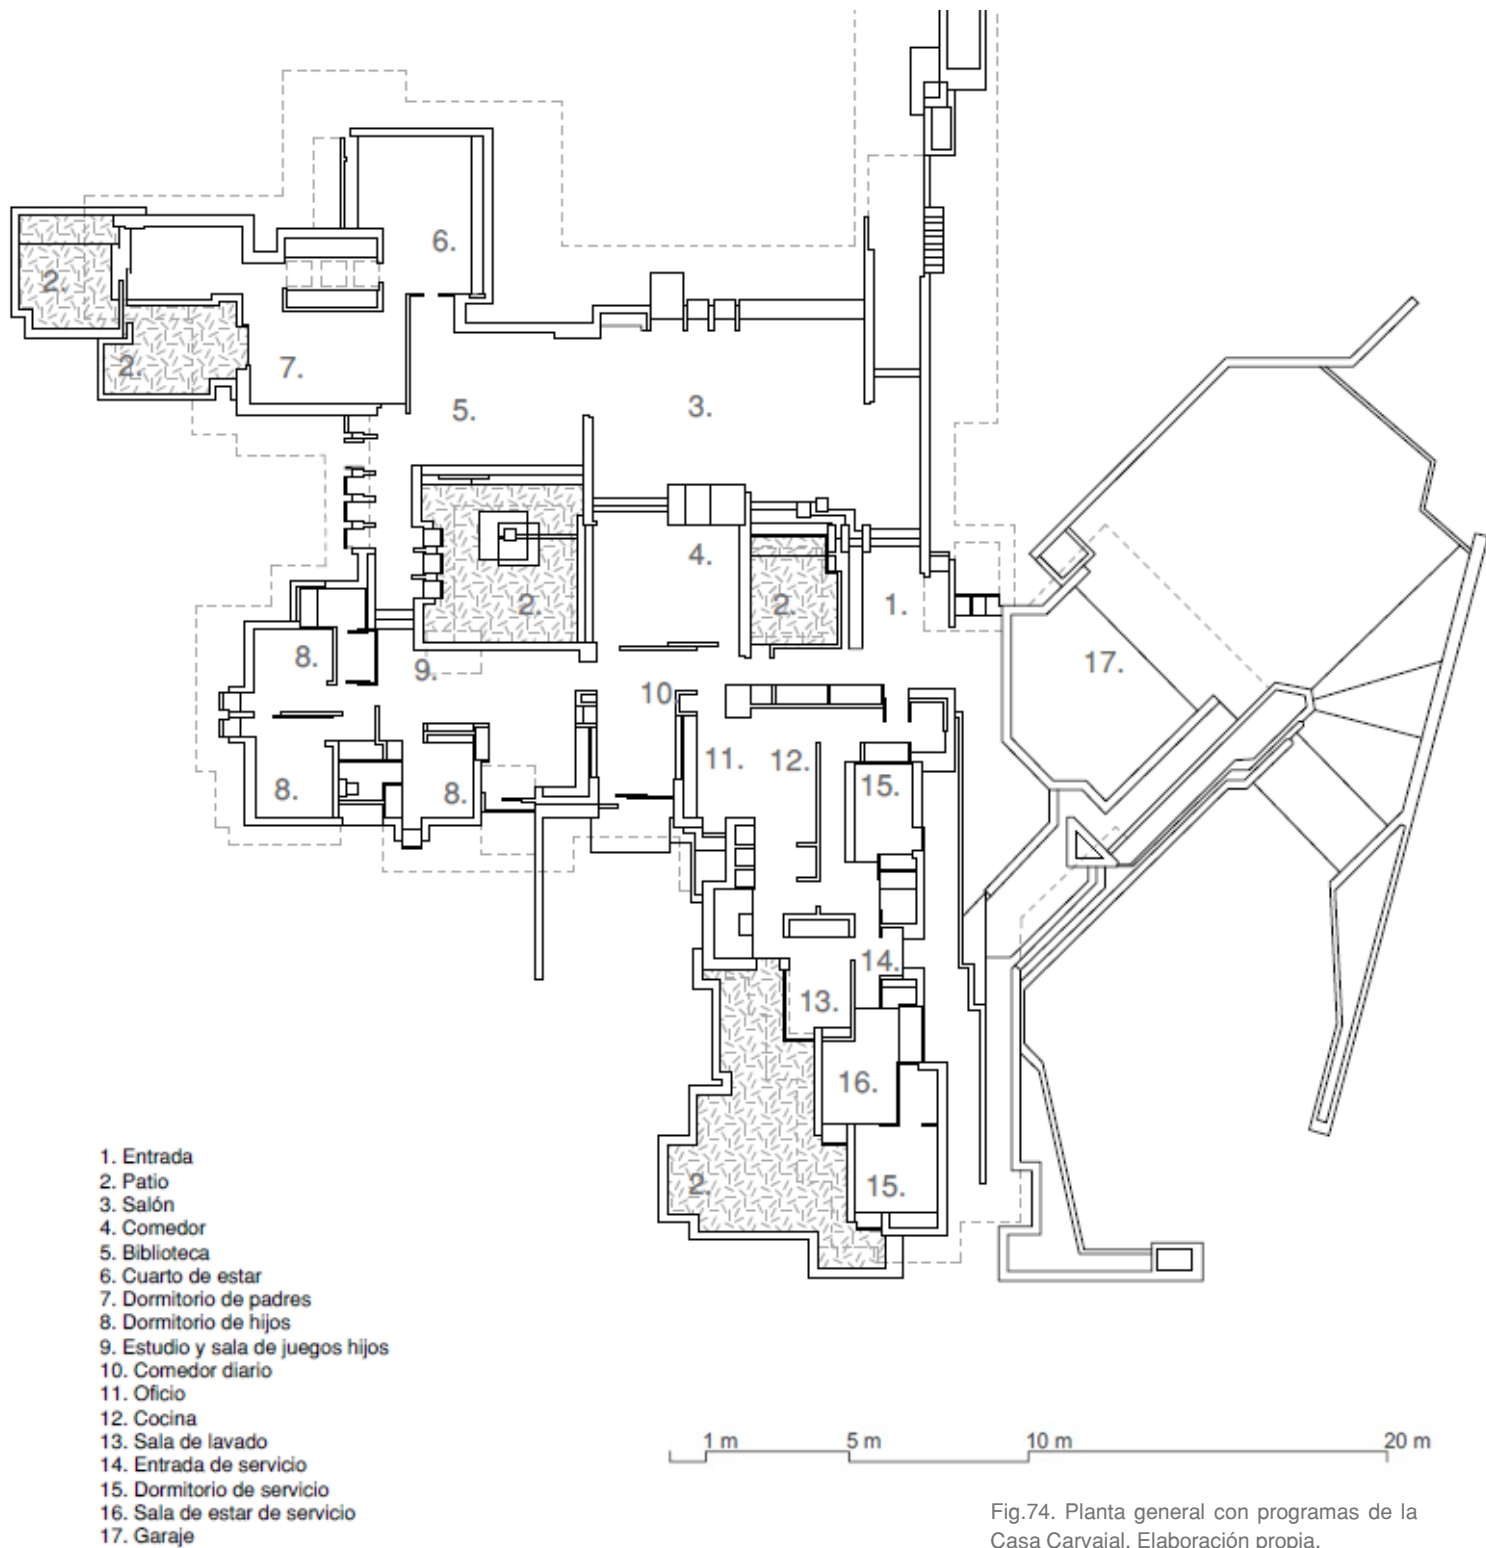 6.
2.
2.
7.
5.
3.
4.
2.
2.
1.
8.
9.
17.
10.
11.
12.
15.
8.
8.
14.
13.
16.
2.
15.
1. Entrada
2. Patio
3. Salón
4. Comedor
5. Biblioteca
6. Cuarto de estar
7. Dormitorio de padres
8. Dormitorio de hijos
9. Estudio y sala de juegos hijos
10. Comedor diario
11. Oficio
12. Cocina
13. Sala de lavado
14. Entrada de servicio
15. Dormitorio de servicio
16. Sala de estar de servicio
17. Garaje
1 m 5 m 10 m 20 m
Fig.74. Planta general con programas de la
Casa Carvajal. Elaboración propia.